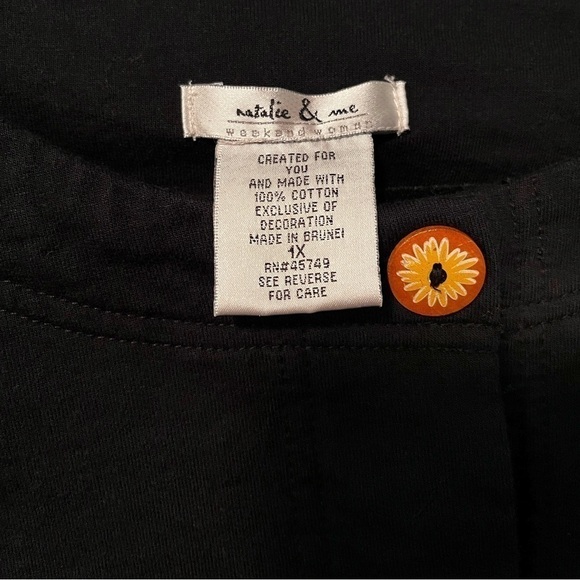 natalie & me
weekend woman
CREATED FOR
YOU
AND MADE WITH
100% COTTON
EXCLUSIVE OF
DECORATION
MADE IN BRUNEI
1X
RN#45749
SEE REVERSE
FOR CARE